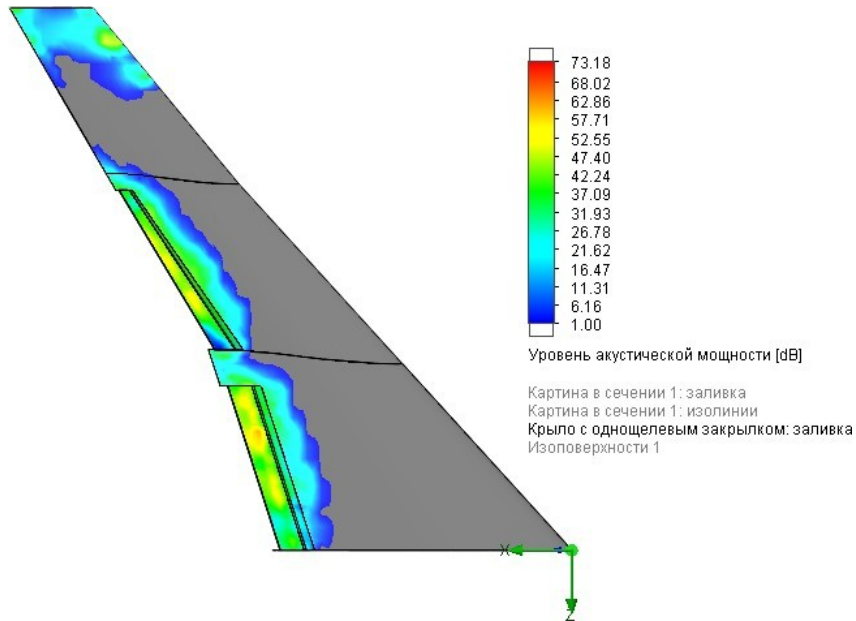 73.18
68.02
62.86
57.71
52.55
47.40
42.24
37.09
31.93
26.78
21.62
16.47
11.31
6.16
1.00
Уровень акустической мощности [dB]
Картина в сечении 1: заливка
Картина в сечении 1: изолинии
Крыло с однощелевым закрылком: заливка
Изоповерхности 1
X
Z